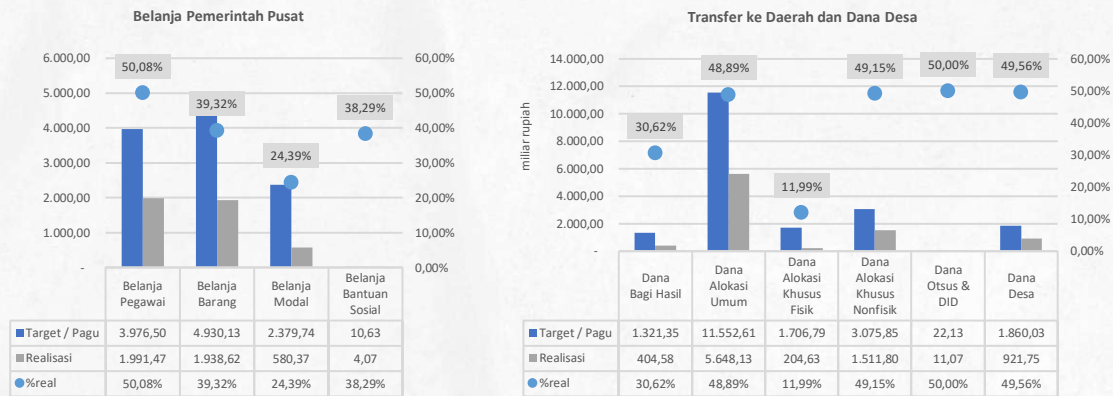 Belanja Pemerintah Pusat
6.000,00
5.000,00
4.000,00
3.000,00
2.000,00
1.000,00
-
50,08%
39,32%
24,39%
38,29%
60,00%
50,00%
40,00%
30,00%
20,00%
10,00%
0,00%
Belanja Pegawai
Belanja Barang
Belanja Modal
Belanja Bantuan Sosial
Target / Pagu 3.976,50 4.930,13 2.379,74 10,63
Realisasi 1.991,47 1.938,62 580,37 4,07
%real 50,08% 39,32% 24,39% 38,29%
Transfer ke Daerah dan Dana Desa
miliar rupiah
14.000,00
12.000,00
10.000,00
8.000,00
6.000,00
4.000,00
2.000,00
-
30,62%
48,89%
11,99%
49,15%
50,00%
49,56%
60,00%
50,00%
40,00%
30,00%
20,00%
10,00%
0,00%
Dana Bagi Hasil
Dana Alokasi Umum
Dana Alokasi Khusus Fisik
Dana Alokasi Khusus Nonfisik
Dana Otsus & DID
Dana Desa
Target / Pagu 1.321,35 11.552,61 1.706,79 3.075,85 22,13 1.860,03
Realisasi 404,58 5.648,13 204,63 1.511,80 11,07 921,75
%real 30,62% 48,89% 11,99% 49,15% 50,00% 49,56%